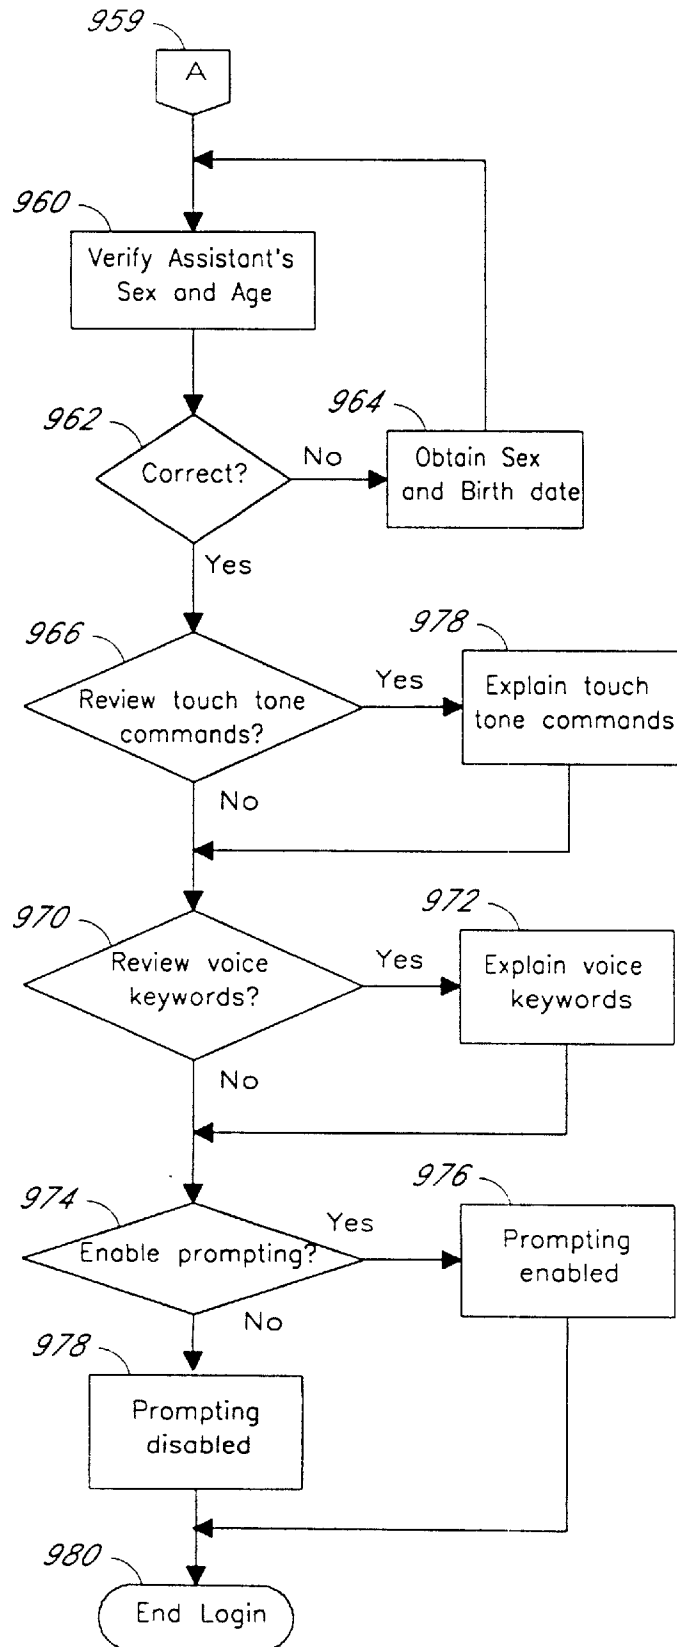 959
A
960
Verify Assistant's
Sex and Age
962
Correct?
No
964
Obtain Sex
and Birth date
Yes
966
Review touch tone
commands?
Yes
978
Explain touch
tone commands
No
970
Review voice
keywords?
Yes
972
Explain voice
keywords
No
974
Enable prompting?
Yes
976
Prompting
enabled
No
978
Prompting
disabled
980
End Login